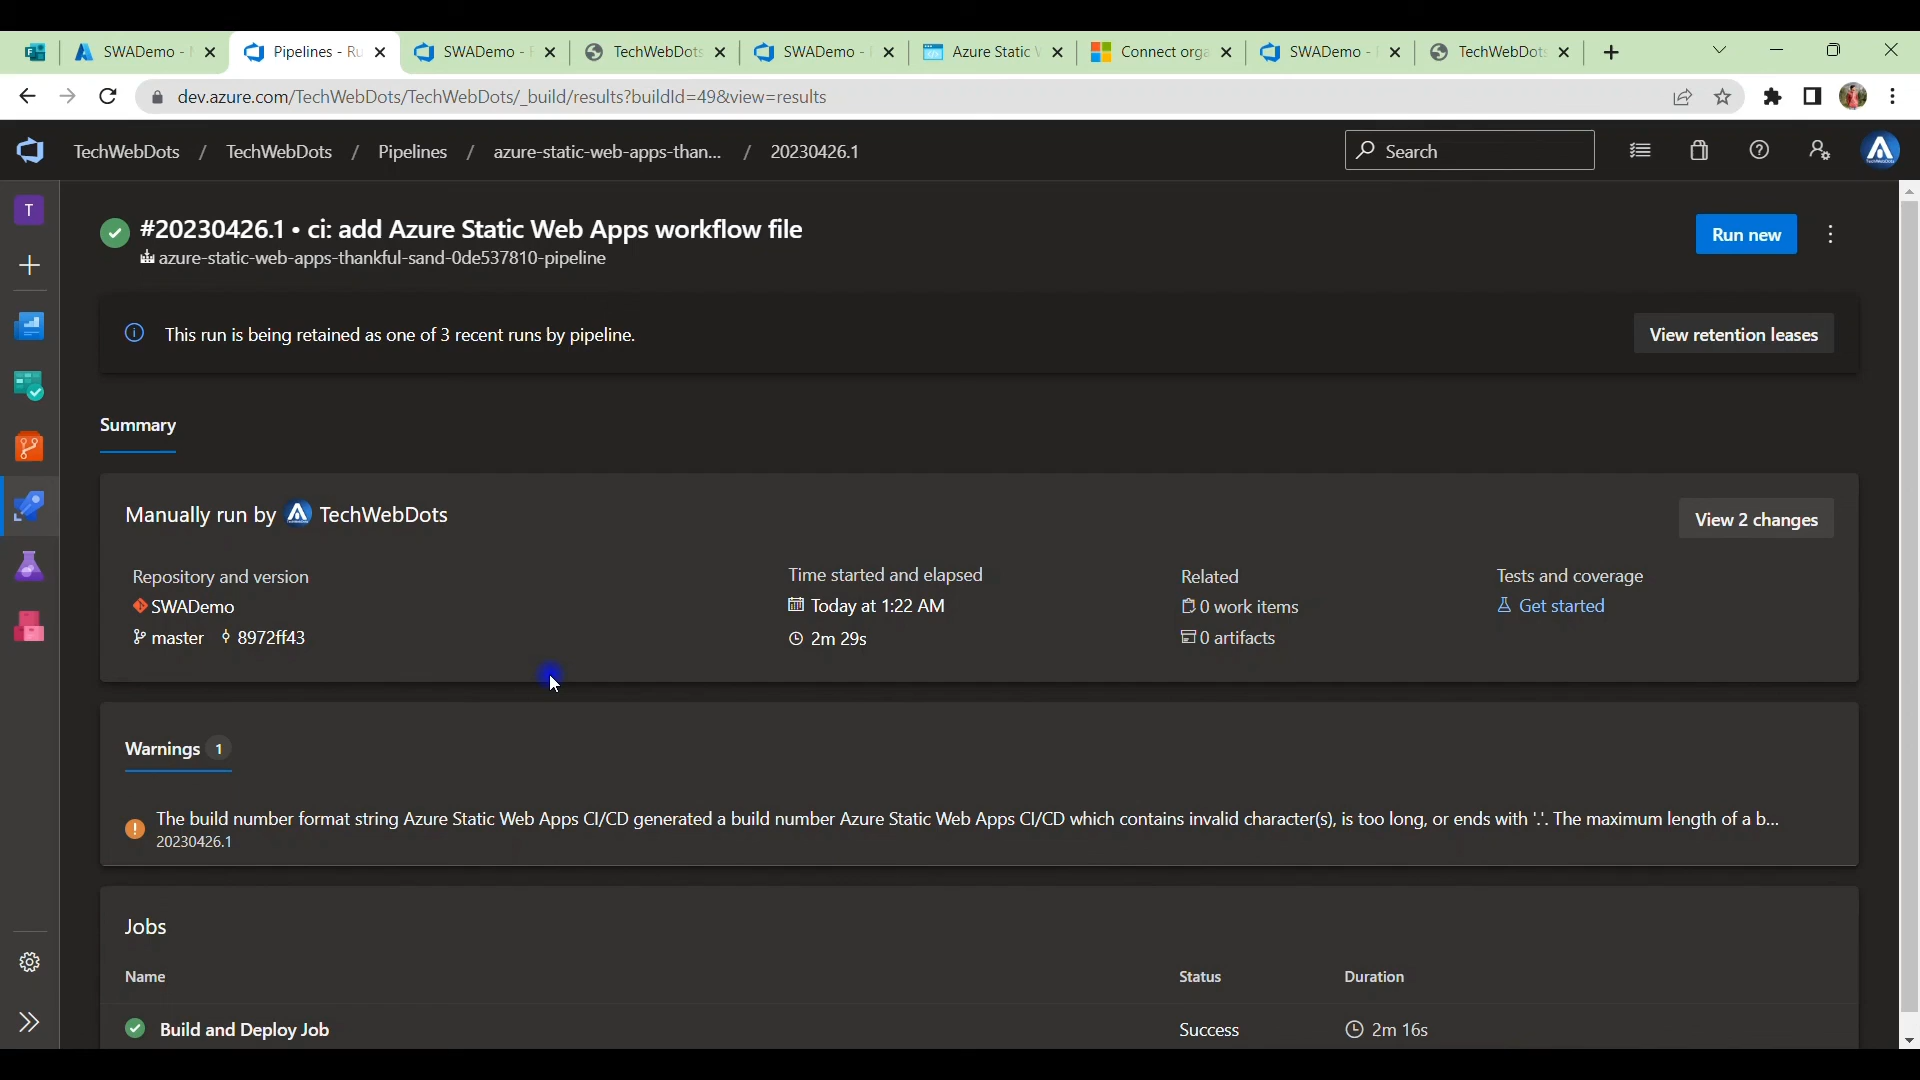 SWADemo -
Pipelines - Ru
SWADemo -
TechWebDots
SWADemo -
Azure Static
Connect orga
SWADemo -
TechWebDots
dev.azure.com/TechWebDots/TechWebDots/_build/results?buildId=49&view=results
TechWebDots / TechWebDots / Pipelines / azure-static-web-apps-than... / 20230426.1
Search
T
#20230426.1 • ci: add Azure Static Web Apps workflow file
azure-static-web-apps-thankful-sand-0de537810-pipeline
Run new
This run is being retained as one of 3 recent runs by pipeline.
View retention leases
Summary
Manually run by TechWebDots
View 2 changes
Repository and version
SWADemo
master 8972ff43
Time started and elapsed
Today at 1:22 AM
2m 29s
Related
0 work items
0 artifacts
Tests and coverage
Get started
Warnings 1
The build number format string Azure Static Web Apps CI/CD generated a build number Azure Static Web Apps CI/CD which contains invalid character(s), is too long, or ends with '.'. The maximum length of a b...
20230426.1
Jobs
Name Status Duration
Build and Deploy Job Success 2m 16s